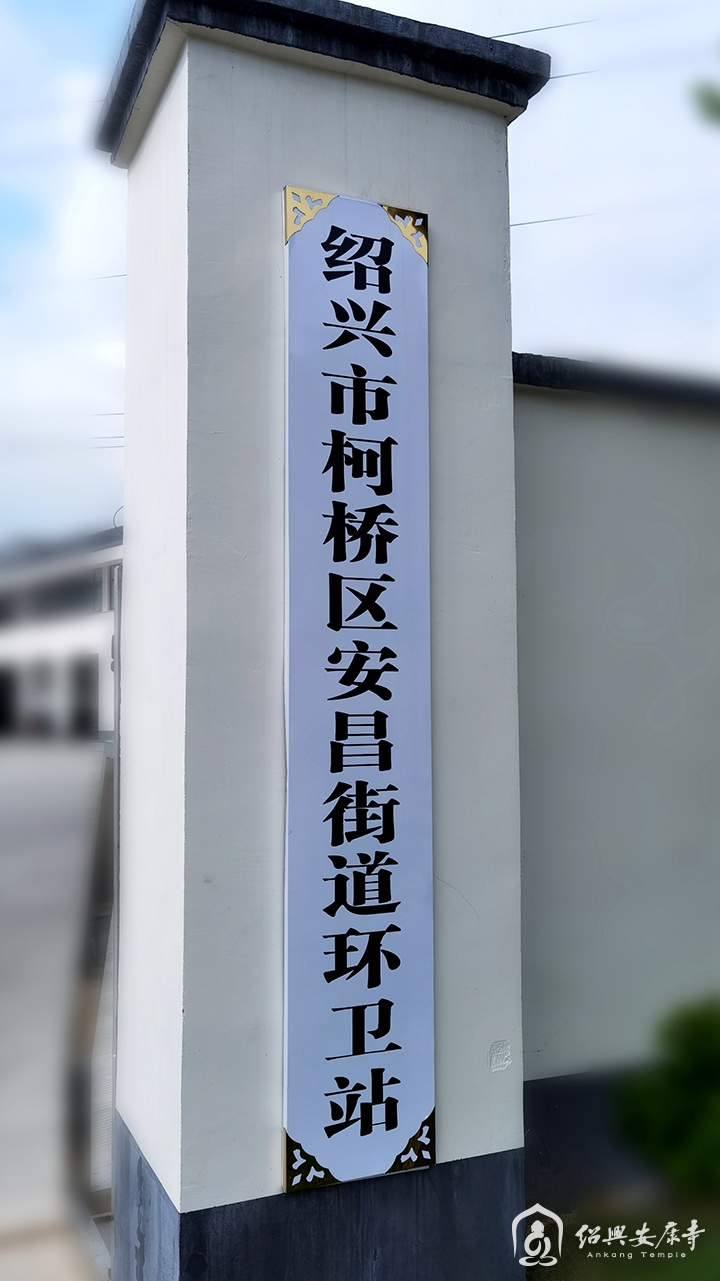 绍兴市柯桥区安昌街道环卫站
绍興安康寺
Ankang Temple